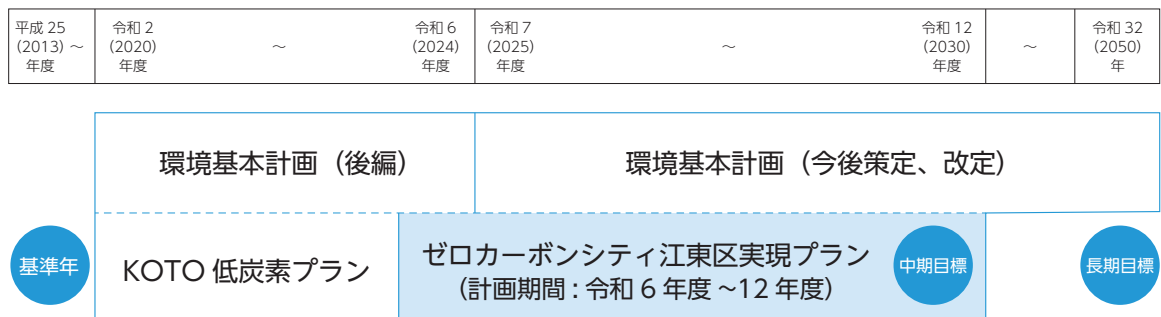 平成 25
(2013) ～
年度
令和 2
(2020)
年度
～
令和 6
(2024)
年度
令和 7
(2025)
年度
～
令和 12
(2030)
年度
～
令和 32
(2050)
年
環境基本計画（後編）
環境基本計画（今後策定、改定）
基準年
KOTO 低炭素プラン
ゼロカーボンシティ江東区実現プラン
（計画期間 : 令和 6 年度 ~12 年度）
中期目標
長期目標